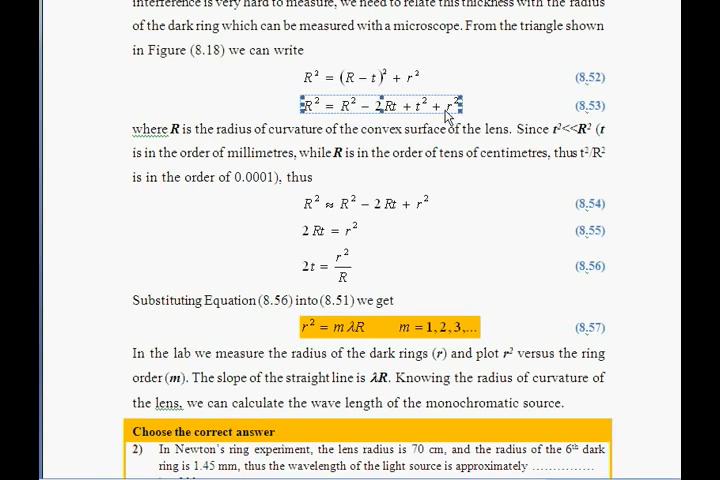 interference is very hard to measure, we need to relate this thickness with the radius
of the dark ring which can be measured with a microscope. From the triangle shown
in Figure (8.18) we can write
R² = (R − t)² + r² (8.52)
R² = R² − 2Rt + t² + r² (8.53)
where R is the radius of curvature of the convex surface of the lens. Since t²<<R² (t
is in the order of millimetres, while R is in the order of tens of centimetres, thus t²/R²
is in the order of 0.0001), thus
R² ≈ R² − 2 Rt + r² (8.54)
2 Rt = r² (8.55)
2t = r²/R (8.56)
Substituting Equation (8.56) into (8.51) we get
r² = m λR m = 1, 2, 3,... (8.57)
In the lab we measure the radius of the dark rings (r) and plot r² versus the ring
order (m). The slope of the straight line is λR. Knowing the radius of curvature of
the lens, we can calculate the wave length of the monochromatic source.
Choose the correct answer
2) In Newton's ring experiment, the lens radius is 70 cm, and the radius of the 6th dark
ring is 1.45 mm, thus the wavelength of the light source is approximately ...............